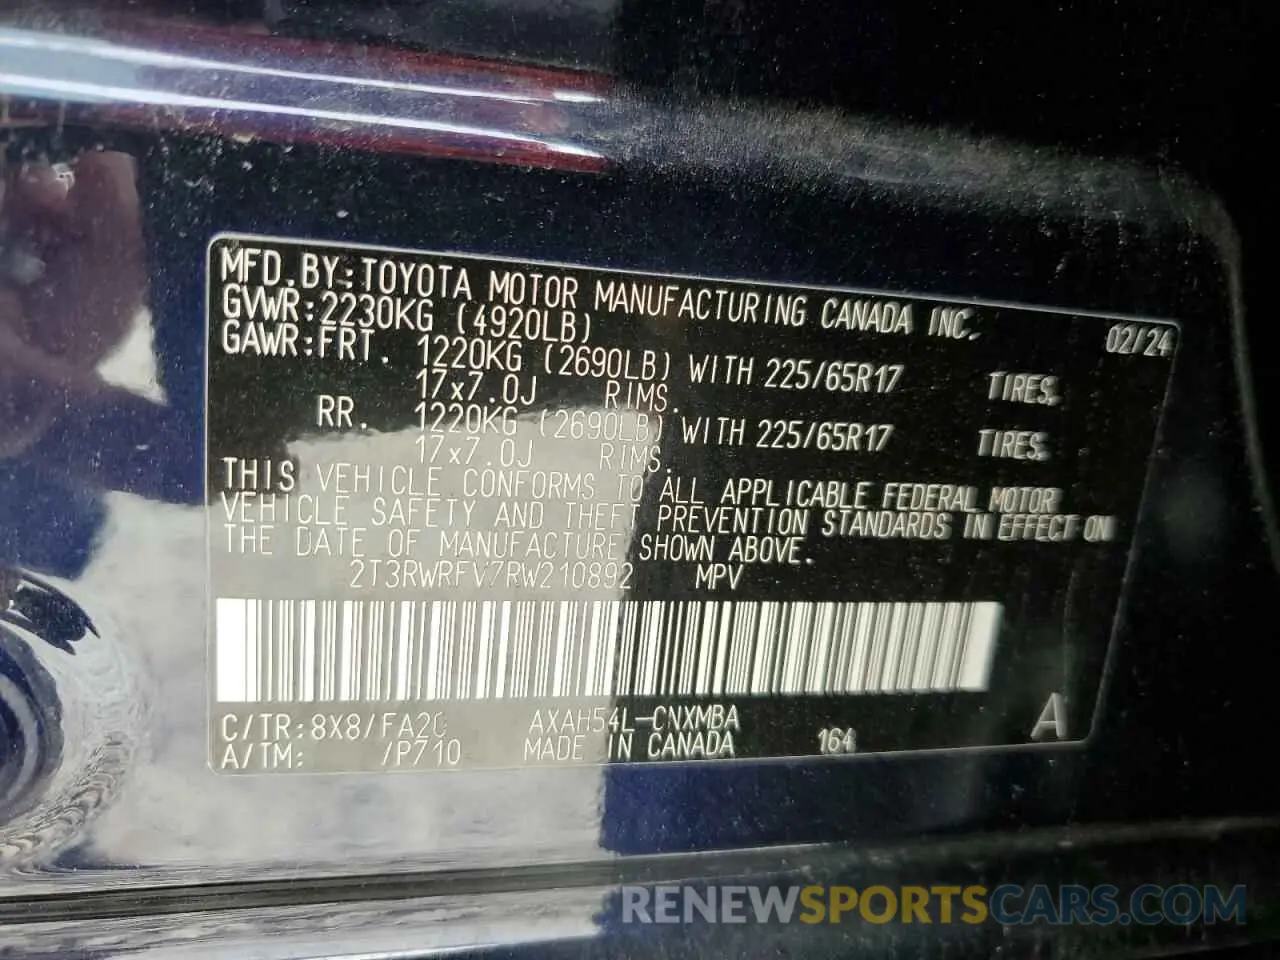 MFD.BY:TOYOTA MOTOR MANUFACTURING CANADA INC. 02/24
GVWR:2230KG (4920LB)
GAWR:FRT. 1220KG (2690LB) WITH 225/65R17 TIRES.
17x7.0J RIMS.
RR. 1220KG (2690LB) WITH 225/65R17 TIRES.
17x7.0J RIMS.
THIS VEHICLE CONFORMS TO ALL APPLICABLE FEDERAL MOTOR
VEHICLE SAFETY AND THEFT PREVENTION STANDARDS IN EFFECT ON
THE DATE OF MANUFACTURE SHOWN ABOVE.
2T3RWRFV7RW210892 MPV
C/TR:8X8/FA20 AXAH54L-CNXMBA
A/TM: /P710 MADE IN CANADA 164 A
RENEWSPORTSCARS.COM